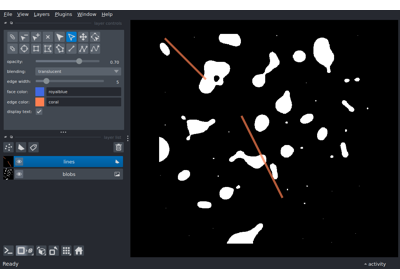 File View Layers Plugins Window Help
layer controls
opacity: 0.70
blending: translucent
edge width: 5
face color: royalblue
edge color: coral
display text: ✓
layer list
lines
blobs
Ready activity